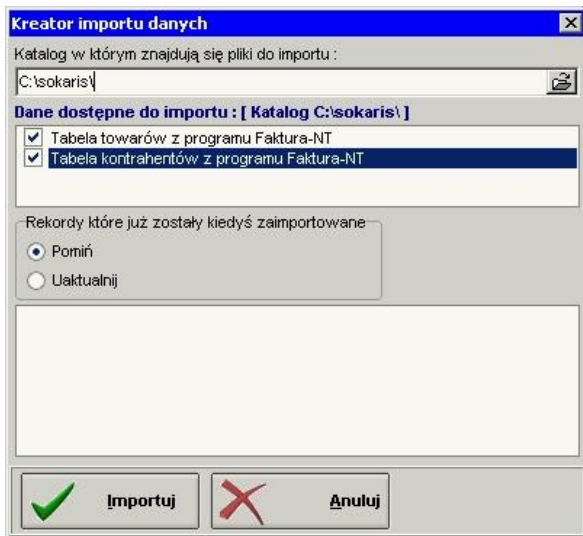 Kreator importu danych
Katalog w którym znajdują się pliki do importu :
C:\sokaris\
Dane dostępne do importu : [ Katalog C:\sokaris\ ]
Tabela towarów z programu Faktura-NT
Tabela kontrahentów z programu Faktura-NT
Rekordy które już zostały kiedyś zaimportowane
Pomiń
Uaktualnij
Importuj
Anuluj